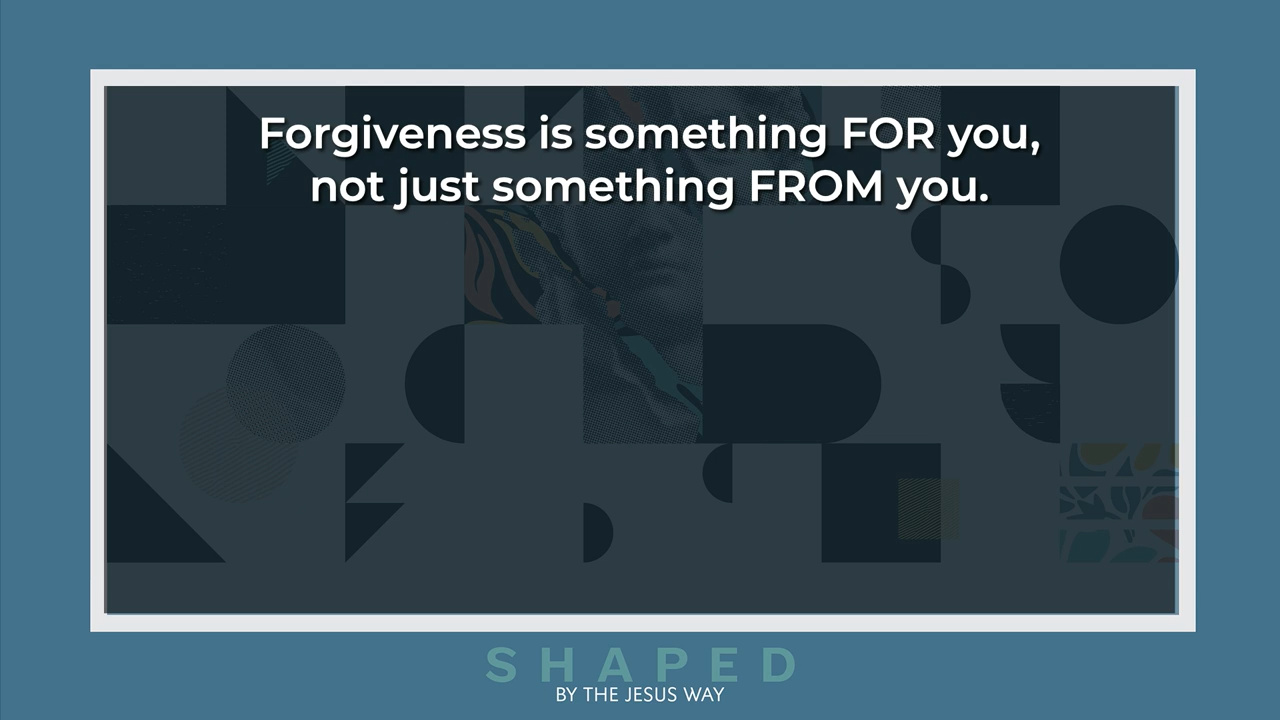 Forgiveness is something FOR you,
not just something FROM you.
SHAPED
BY THE JESUS WAY